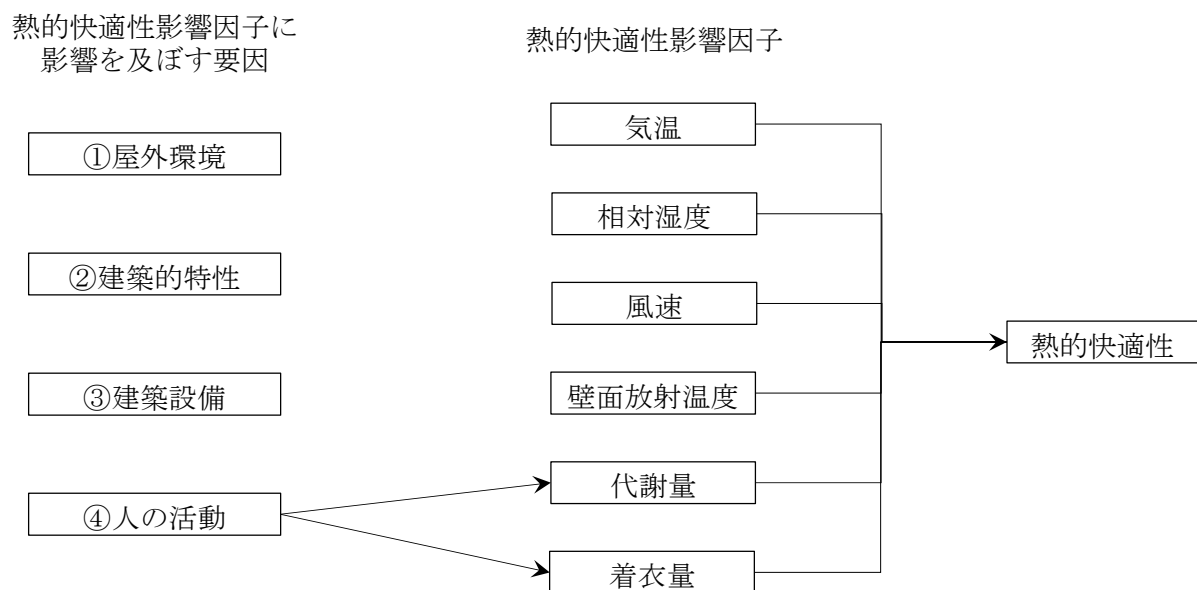 熱的快適性影響因子に
影響を及ぼす要因
①屋外環境
②建築的特性
③建築設備
④人の活動
熱的快適性影響因子
気温
相対湿度
風速
壁面放射温度
代謝量
着衣量
熱的快適性